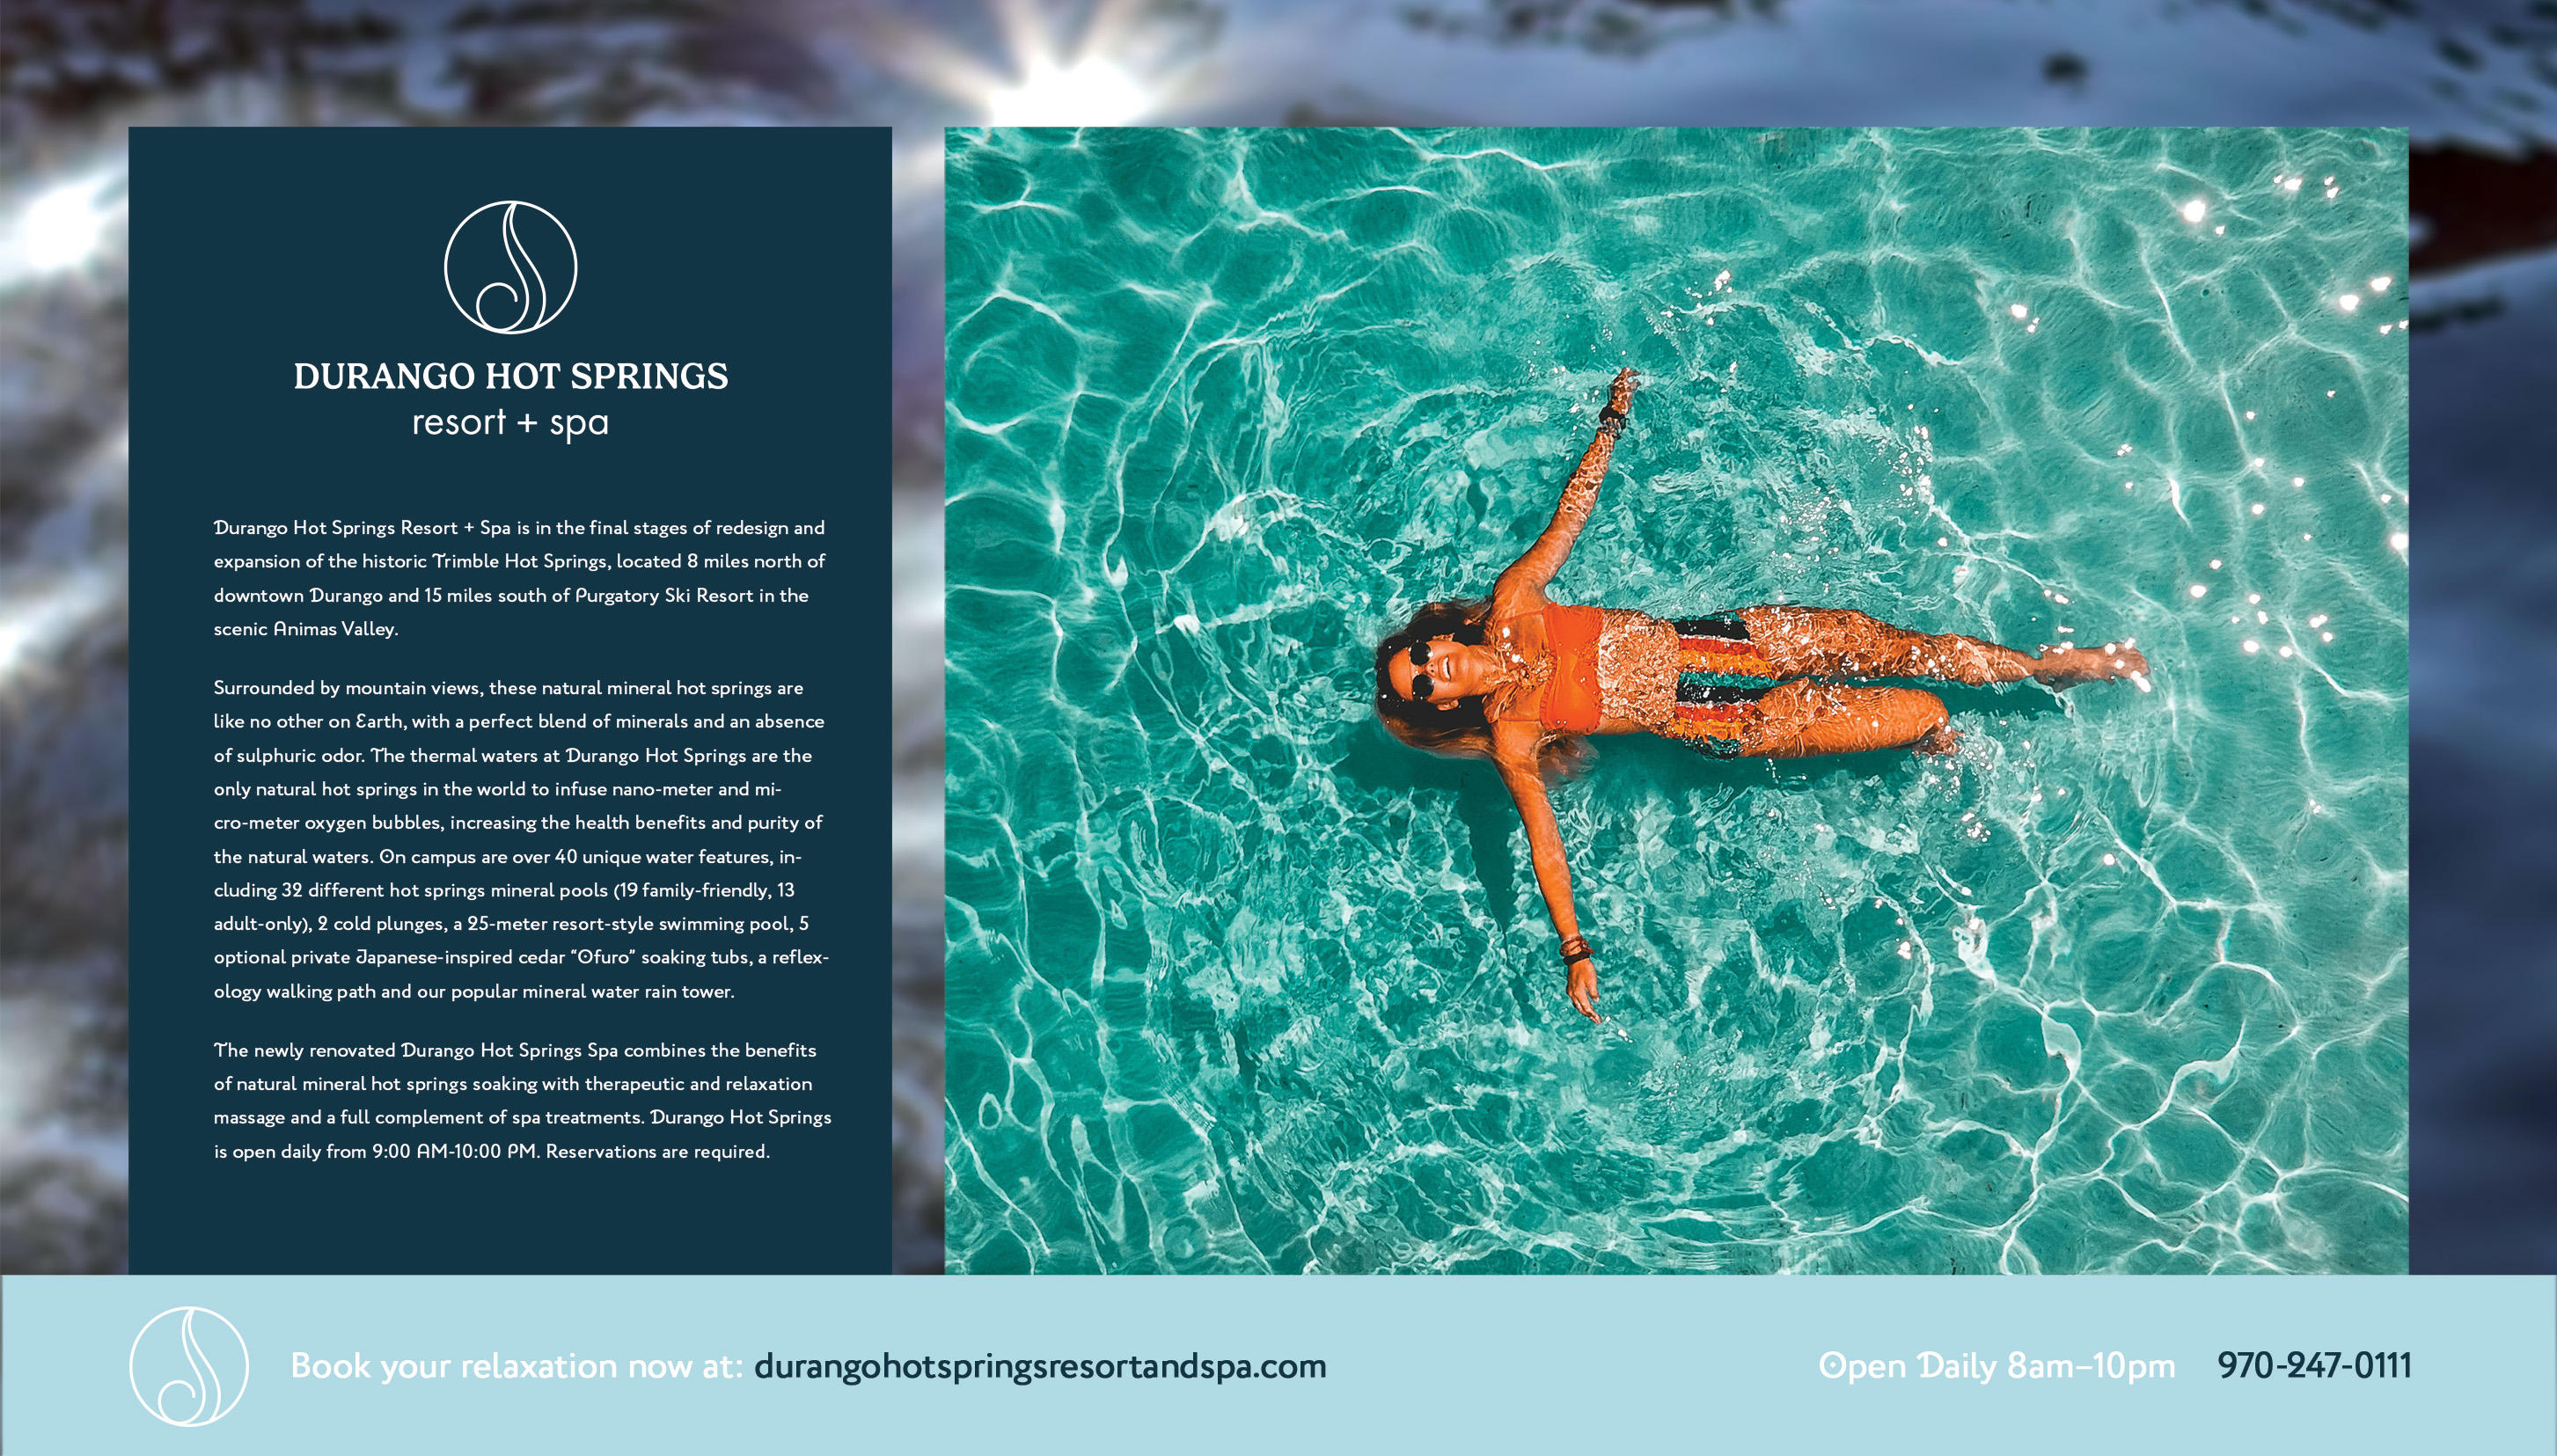 DURANGO HOT SPRINGS
resort + spa
Durango Hot Springs Resort + Spa is in the final stages of redesign and
expansion of the historic Trimble Hot Springs, located 8 miles north of
downtown Durango and 15 miles south of Purgatory Ski Resort in the
scenic Animas Valley.
Surrounded by mountain views, these natural mineral hot springs are
like no other on Earth, with a perfect blend of minerals and an absence
of sulphuric odor. The thermal waters at Durango Hot Springs are the
only natural hot springs in the world to infuse nano-meter and mi-
cro-meter oxygen bubbles, increasing the health benefits and purity of
the natural waters. On campus are over 40 unique water features, in-
cluding 32 different hot springs mineral pools (19 family-friendly, 13
adult-only), 2 cold plunges, a 25-meter resort-style swimming pool, 5
optional private Japanese-inspired cedar “Ofuro” soaking tubs, a reflex-
ology walking path and our popular mineral water rain tower.
The newly renovated Durango Hot Springs Spa combines the benefits
of natural mineral hot springs soaking with therapeutic and relaxation
massage and a full complement of spa treatments. Durango Hot Springs
is open daily from 9:00 AM-10:00 PM. Reservations are required.
Book your relaxation now at: durangohotspringsresortandspa.com
Open Daily 8am–10pm 970-247-0111